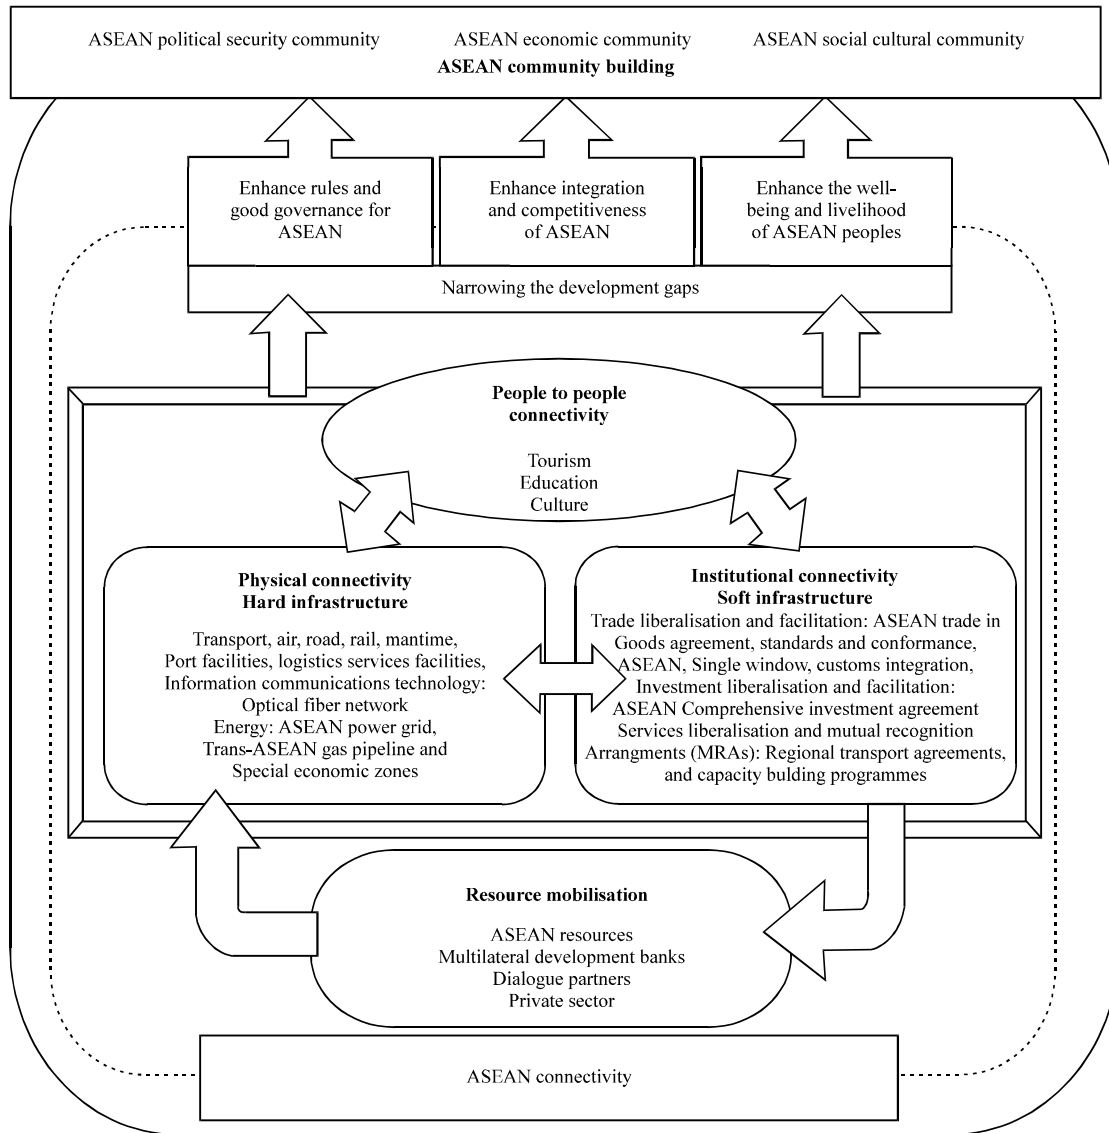 ASEAN political security community
ASEAN economic community
ASEAN social cultural community
ASEAN community building
Enhance rules and
good governance for
ASEAN
Enhance integration
and competitiveness
of ASEAN
Enhance the well-
being and livelihood
of ASEAN peoples
Narrowing the development gaps
People to people
connectivity
Tourism
Education
Culture
Physical connectivity
Hard infrastructure
Transport, air, road, rail, mantime,
Port facilities, logistics services facilities,
Information communications technology:
Optical fiber network
Energy: ASEAN power grid,
Trans-ASEAN gas pipeline and
Special economic zones
Institutional connectivity
Soft infrastructure
Trade liberalisation and facilitation: ASEAN trade in
Goods agreement, standards and conformance,
ASEAN, Single window, customs integration,
Investment liberalisation and facilitation:
ASEAN Comprehensive investment agreement
Services liberalisation and mutual recognition
Arrangments (MRAs): Regional transport agreements,
and capacity bulding programmes
Resource mobilisation
ASEAN resources
Multilateral development banks
Dialogue partners
Private sector
ASEAN connectivity